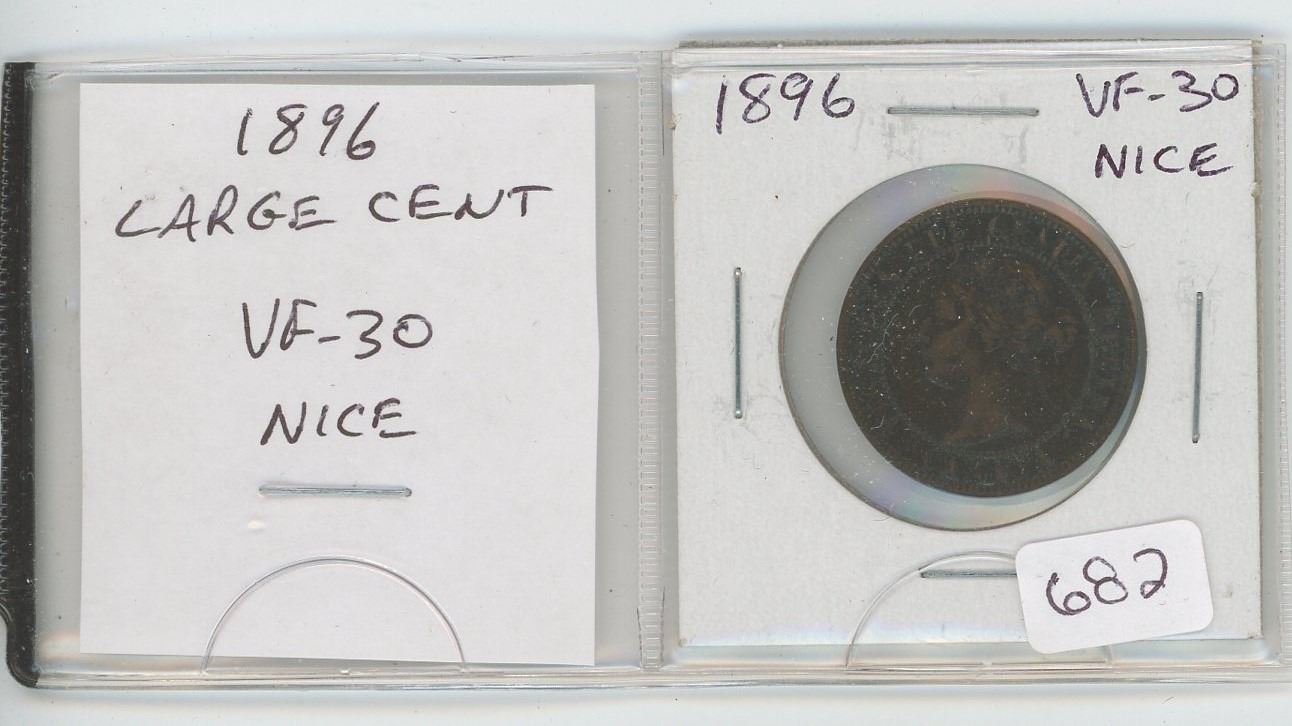 1896
LARGE CENT
VF-30
NICE
1896
VF-30
NICE
682